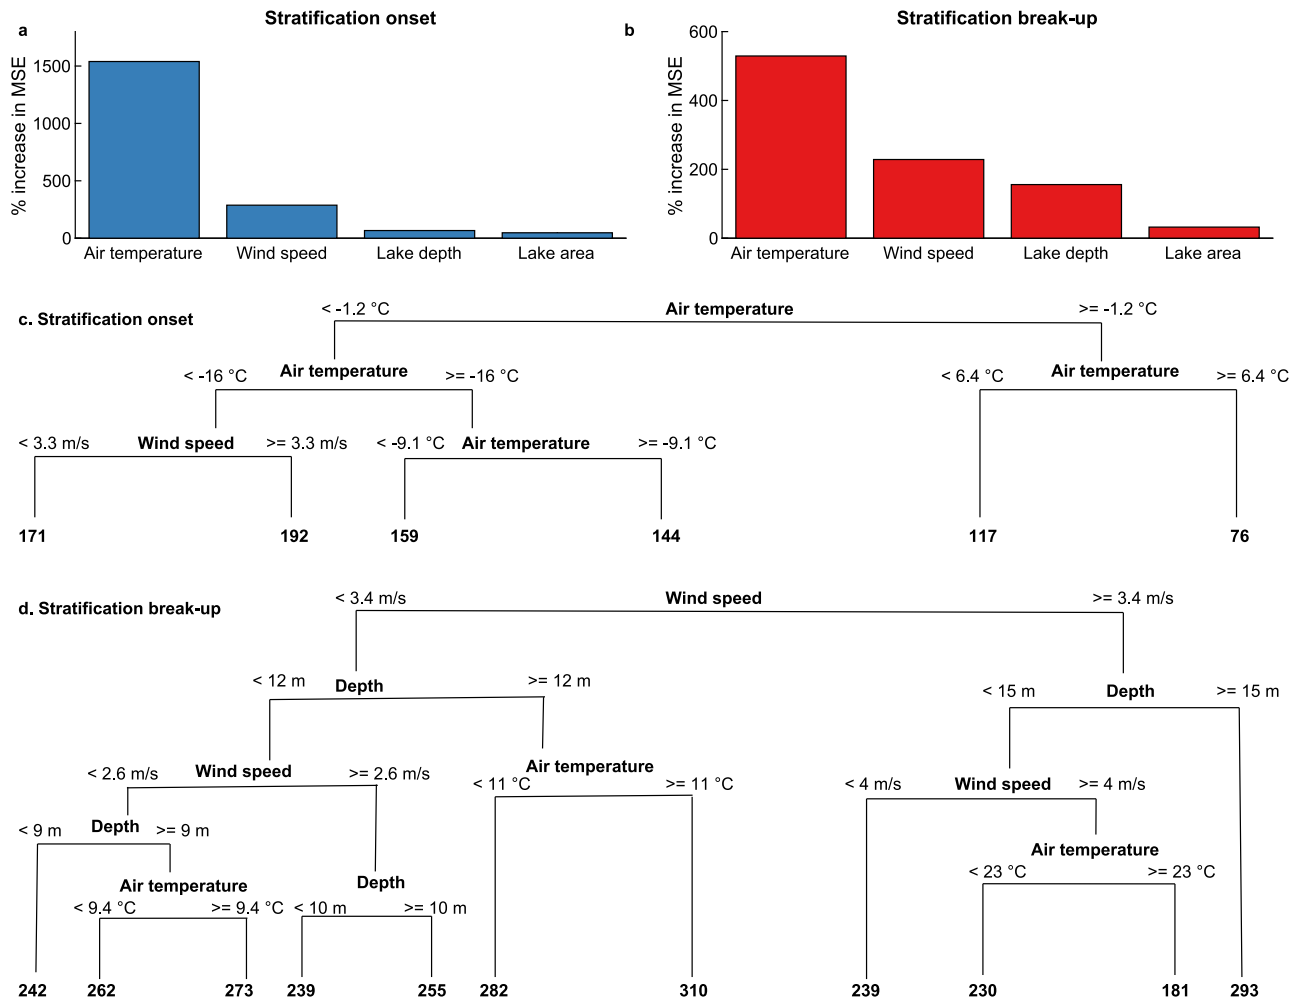 Stratification onset
Stratification break-up
a
b
% increase in MSE
1500
1000
500
0
Air temperature
Wind speed
Lake depth
Lake area
% increase in MSE
600
400
200
0
Air temperature
Wind speed
Lake depth
Lake area
c. Stratification onset
< -1.2 °C
Air temperature
>= -1.2 °C
< -16 °C
Air temperature
>= -16 °C
< 6.4 °C
Air temperature
>= 6.4 °C
< 3.3 m/s
Wind speed
>= 3.3 m/s
< -9.1 °C
Air temperature
>= -9.1 °C
171
192
159
144
117
76
d. Stratification break-up
< 3.4 m/s
Wind speed
>= 3.4 m/s
< 12 m
Depth
>= 12 m
< 15 m
Depth
>= 15 m
< 2.6 m/s
Wind speed
>= 2.6 m/s
< 11 °C
Air temperature
>= 11 °C
< 4 m/s
Wind speed
>= 4 m/s
< 9 m
Depth
>= 9 m
Air temperature
< 23 °C
>= 23 °C
Air temperature
< 9.4 °C
>= 9.4 °C
Depth
< 10 m
>= 10 m
242
262
273
239
255
282
310
239
230
181
293